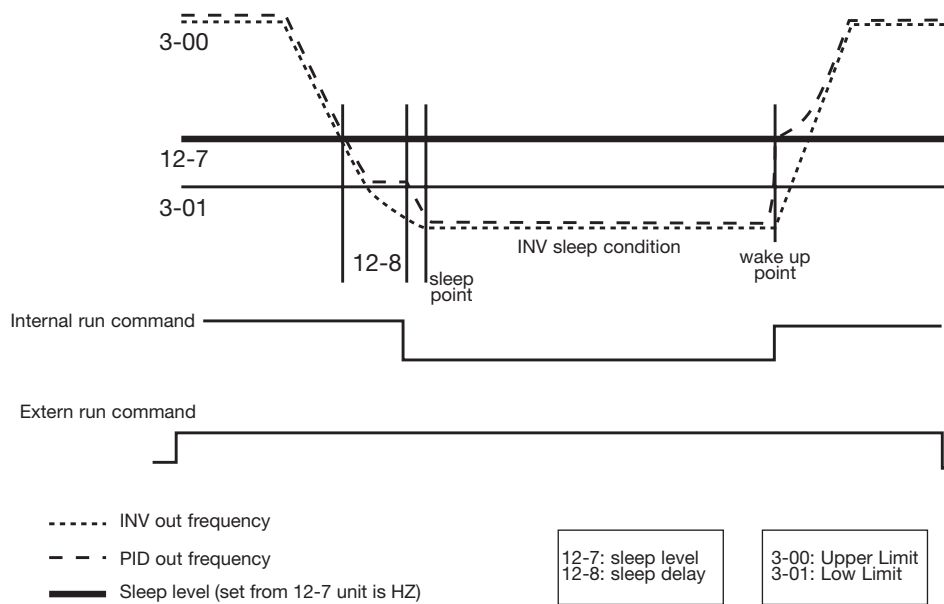 3-00
12-7
3-01
12-8
sleep
point
INV sleep condition
wake up
point
Internal run command
Extern run command
INV out frequency
PID out frequency
Sleep level (set from 12-7 unit is HZ)
12-7: sleep level
12-8: sleep delay
3-00: Upper Limit
3-01: Low Limit